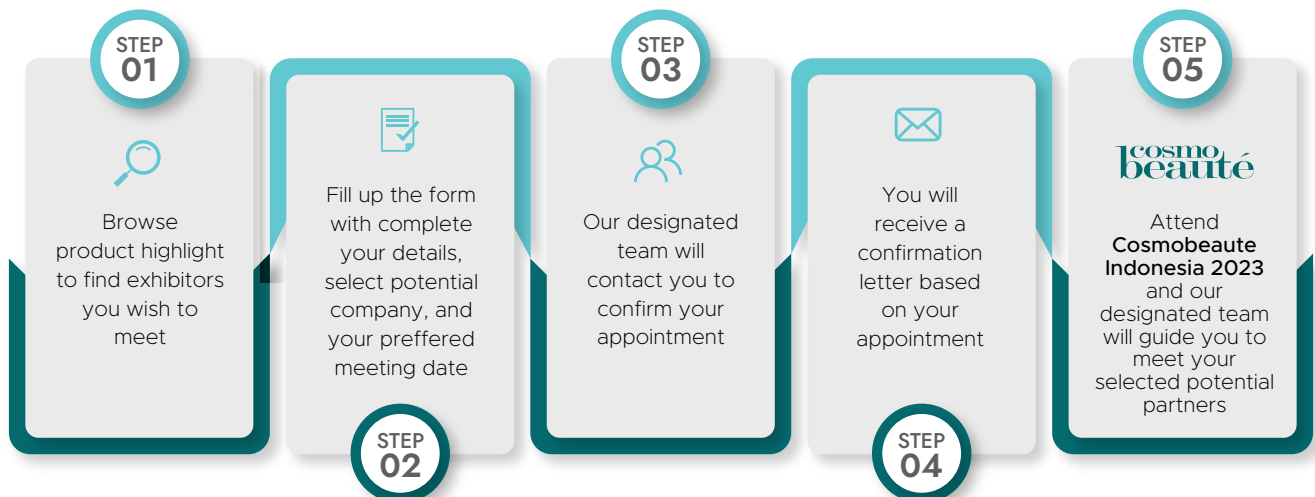 STEP
01
Browse
product highlight
to find exhibitors
you wish to
meet
Fill up the form
with complete
your details,
select potential
company, and
your preffered
meeting date
STEP
02
STEP
03
Our designated
team will
contact you to
confirm your
appointment
You will
receive a
confirmation
letter based
on your
appointment
STEP
04
STEP
05
cosmo
beauté
Attend
Cosmobeaute
Indonesia 2023
and our
designated team
will guide you to
meet your
selected potential
partners